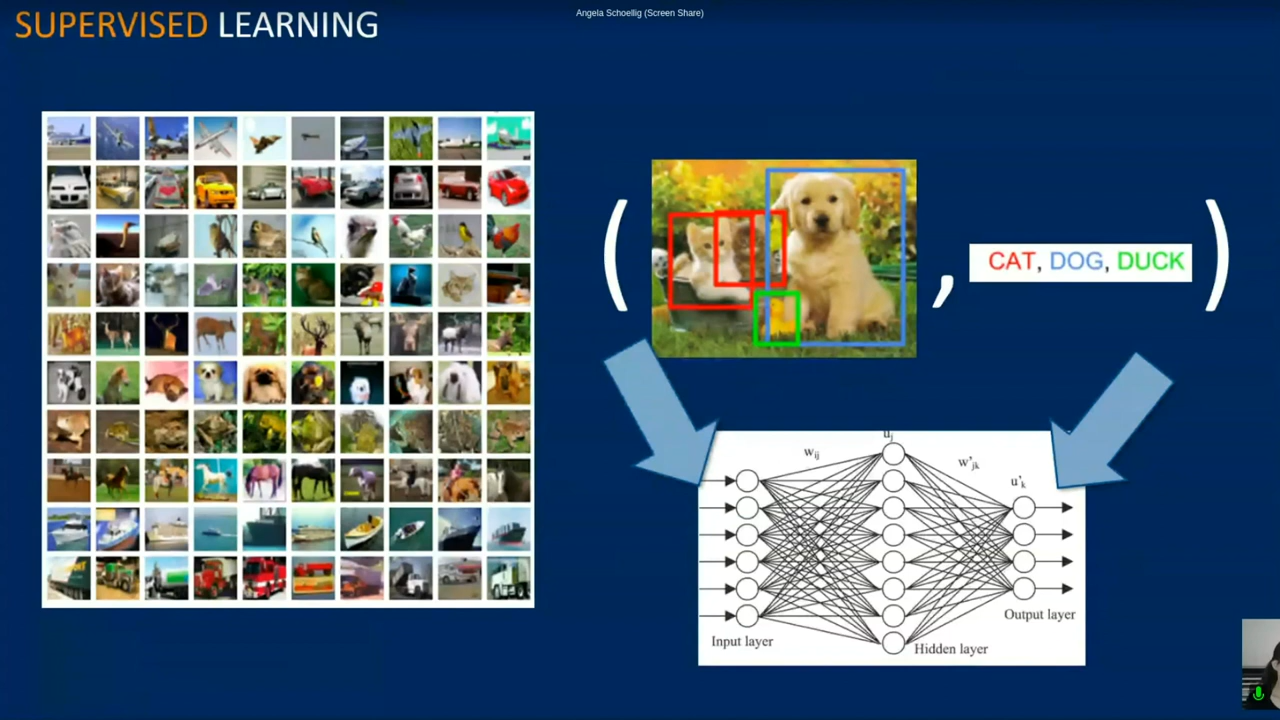 Angela Schoellig (Screen Share)
SUPERVISED LEARNING
( , CAT, DOG, DUCK )
u_j
w_ij
w'_jk
u'_k
Output layer
Input layer
Hidden layer